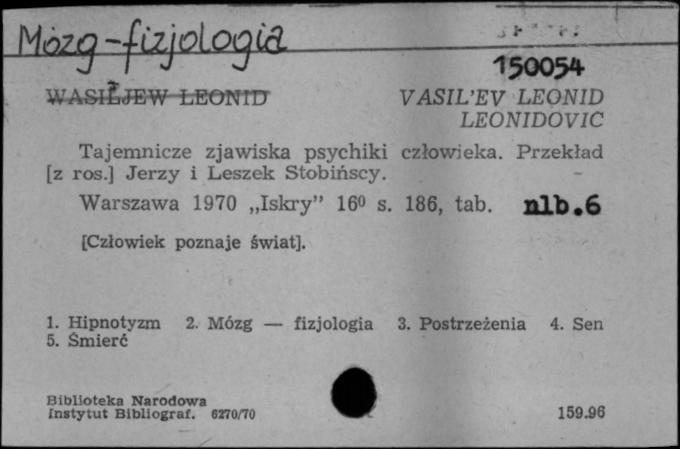 Mózg-fizjologia
150054
WASILJEW LEONID
VASIL'EV LEONID
LEONIDOVIC
Tajemnicze zjawiska psychiki człowieka. Przekład
[z ros.] Jerzy i Leszek Stobińscy.
Warszawa 1970 „Iskry” 16⁰ s. 186, tab. nlb.6
[Człowiek poznaje świat].
1. Hipnotyzm 2. Mózg — fizjologia 3. Postrzeżenia 4. Sen
5. Śmierć
Biblioteka Narodowa
Instytut Bibliograf. 6270/70
159.96